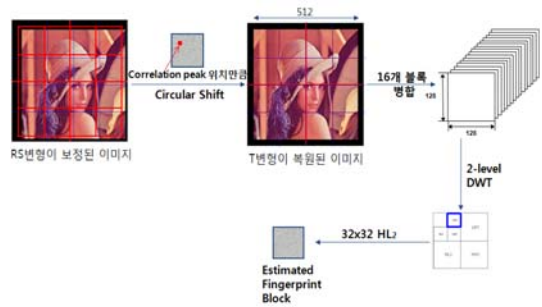 512
Correlation peak 위치만큼
Circular Shift
16개 블록
병합
128
128
RS변형이 보정된 이미지
T변형이 복원된 이미지
2-level
DWT
32x32 HL₂
Estimated
Fingerprint
Block